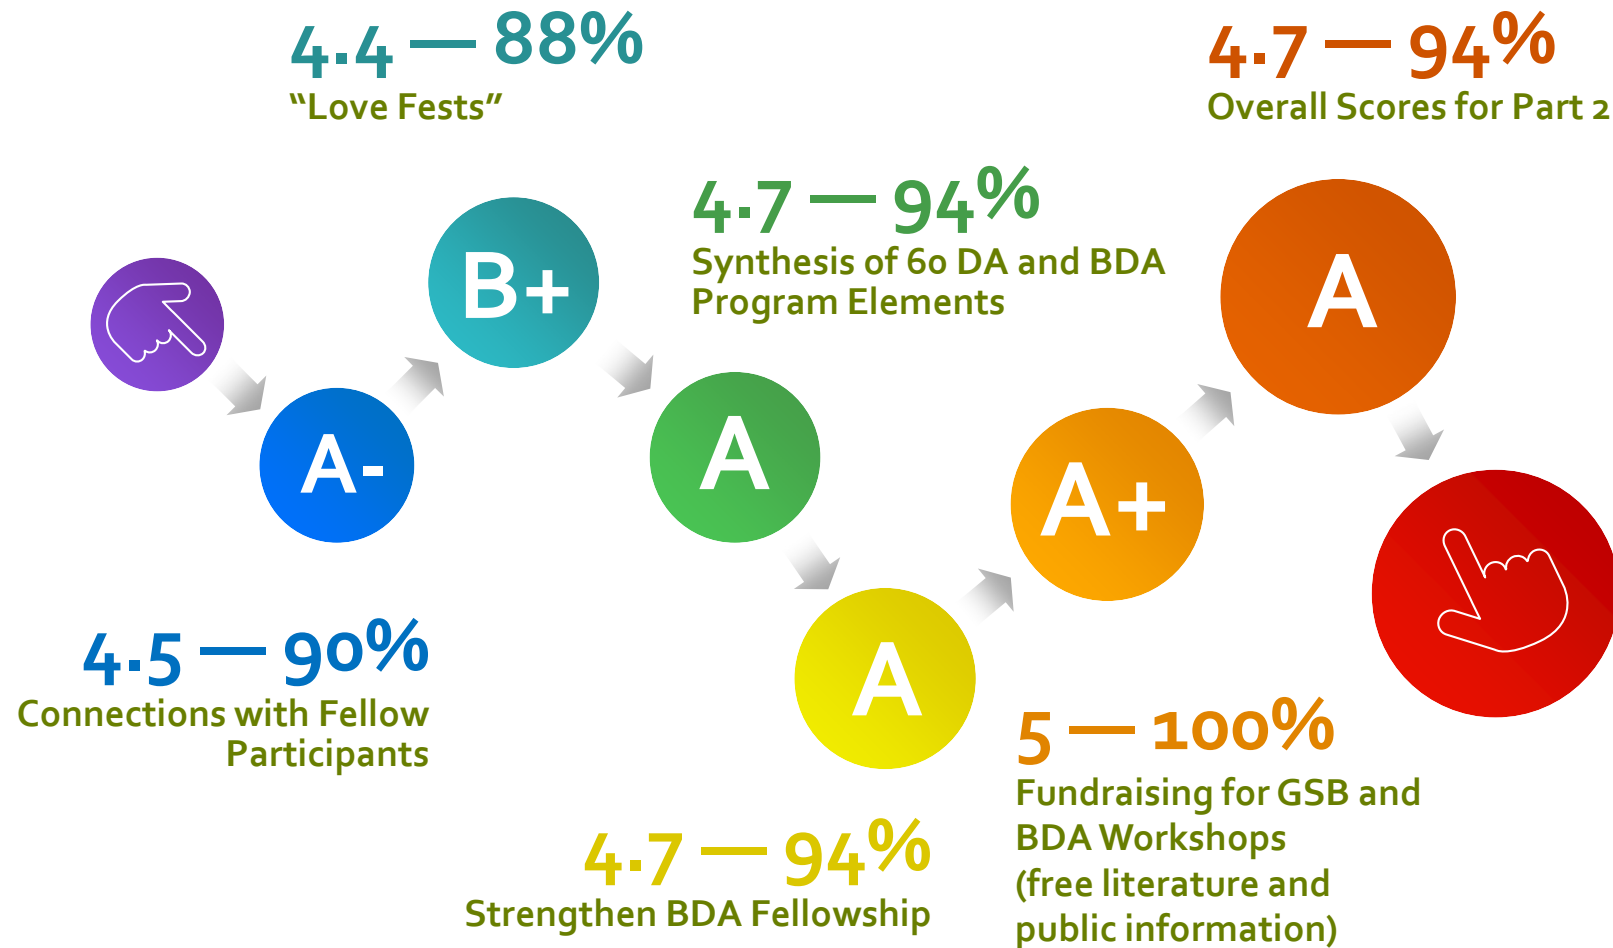 4.4 — 88%
“Love Fests”
4.7 — 94%
Overall Scores for Part 2
4.7 — 94%
Synthesis of 60 DA and BDA
Program Elements
B+
A
A-
A
A+
A
4.5 — 90%
Connections with Fellow
Participants
5 — 100%
Fundraising for GSB and
BDA Workshops
(free literature and
public information)
4.7 — 94%
Strengthen BDA Fellowship